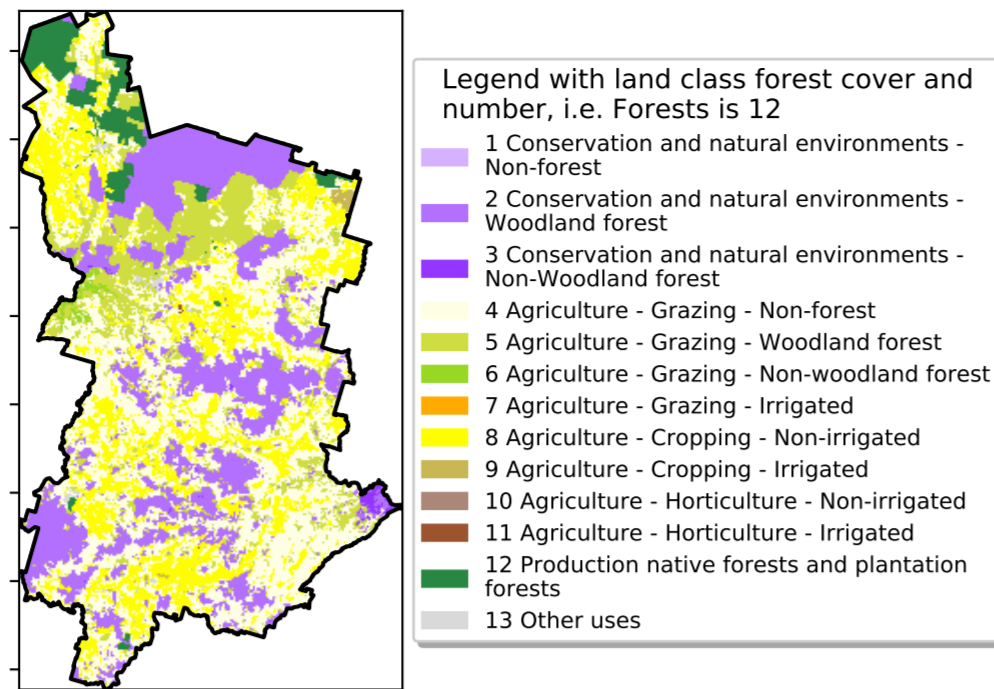 Legend with land class forest cover and
number, i.e. Forests is 12
1 Conservation and natural environments -
Non-forest
2 Conservation and natural environments -
Woodland forest
3 Conservation and natural environments -
Non-Woodland forest
4 Agriculture - Grazing - Non-forest
5 Agriculture - Grazing - Woodland forest
6 Agriculture - Grazing - Non-woodland forest
7 Agriculture - Grazing - Irrigated
8 Agriculture - Cropping - Non-irrigated
9 Agriculture - Cropping - Irrigated
10 Agriculture - Horticulture - Non-irrigated
11 Agriculture - Horticulture - Irrigated
12 Production native forests and plantation
forests
13 Other uses